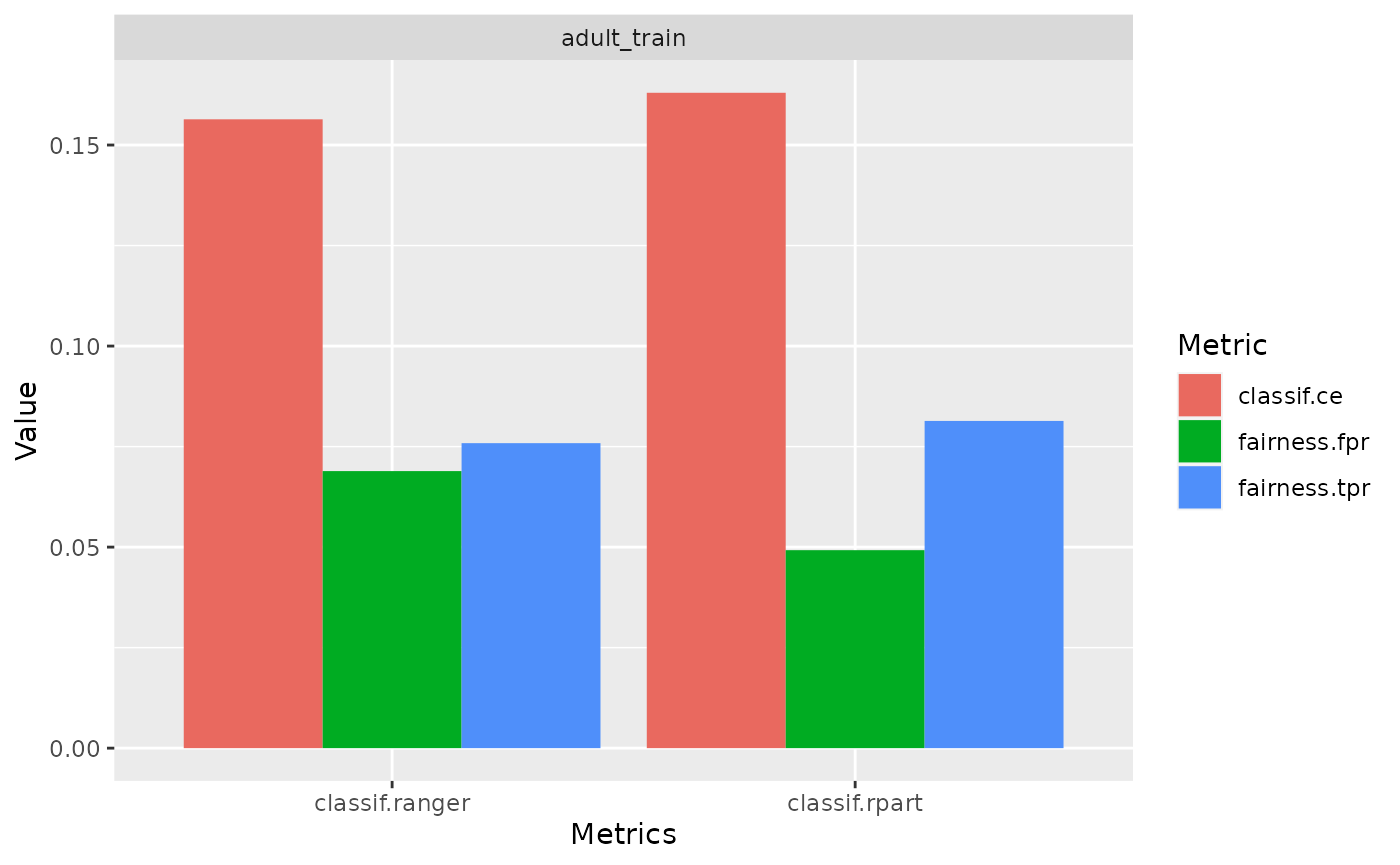 adult_train
0.15
0.10
0.05
0.00
Value
classif.ranger
classif.rpart
Metrics
Metric
classif.ce
fairness.fpr
fairness.tpr